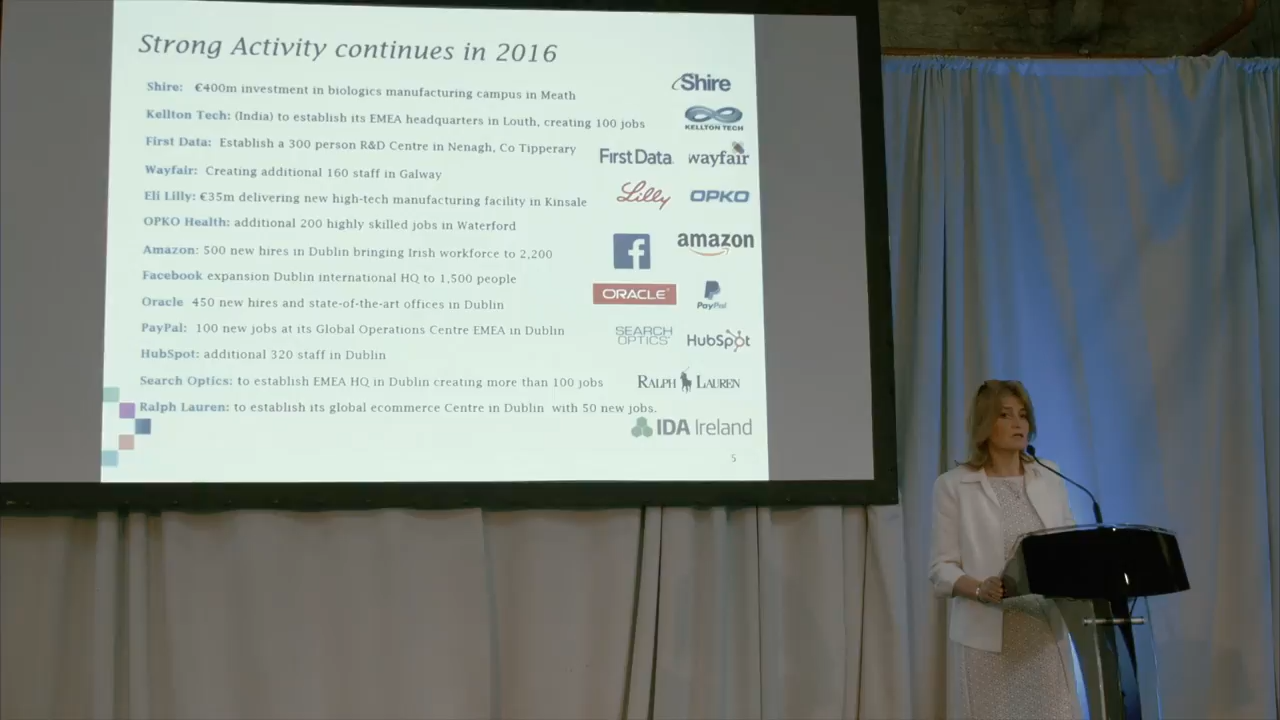 Strong Activity continues in 2016
Shire: €400m investment in biologics manufacturing campus in Meath
Kellton Tech: (India) to establish its EMEA headquarters in Louth, creating 100 jobs
First Data: Establish a 300 person R&D Centre in Nenagh, Co Tipperary
Wayfair: Creating additional 160 staff in Galway
Eli Lilly: €35m delivering new high-tech manufacturing facility in Kinsale
OPKO Health: additional 200 highly skilled jobs in Waterford
Amazon: 500 new hires in Dublin bringing Irish workforce to 2,200
Facebook expansion Dublin international HQ to 1,500 people
Oracle 450 new hires and state-of-the-art offices in Dublin
PayPal: 100 new jobs at its Global Operations Centre EMEA in Dublin
HubSpot: additional 320 staff in Dublin
Search Optics: to establish EMEA HQ in Dublin creating more than 100 jobs
Ralph Lauren: to establish its global ecommerce Centre in Dublin with 50 new jobs.
Shire
KELLTON TECH
First Data wayfair
Lilly OPKO
f amazon
ORACLE PayPal
SEARCH OPTICS HubSpot
RALPH LAUREN
IDA Ireland
5